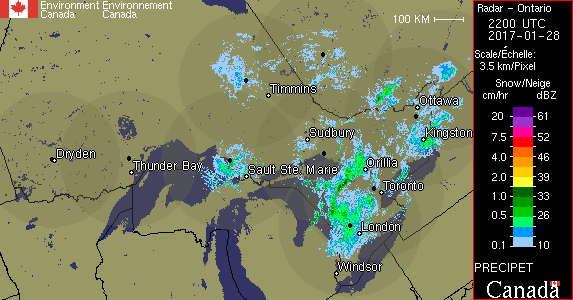 Environment Environnement
Canada Canada
Radar - Ontario
2200 UTC
2017-01-28
100 KM
Scale/Échelle:
3.5 km/Pixel
Snow/Neige
cm/hr dBZ
20 61
7.5 52
4.0 46
2.0 39
1.0 33
0.5 26
0.1 10
PRECIPET
Canada
Timmins
Ottawa
Kingston
Sudbury
Dryden
Thunder Bay
Sault Ste. Marie
Orillia
Toronto
London
Windsor